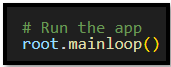 # Run the app
root.mainloop()